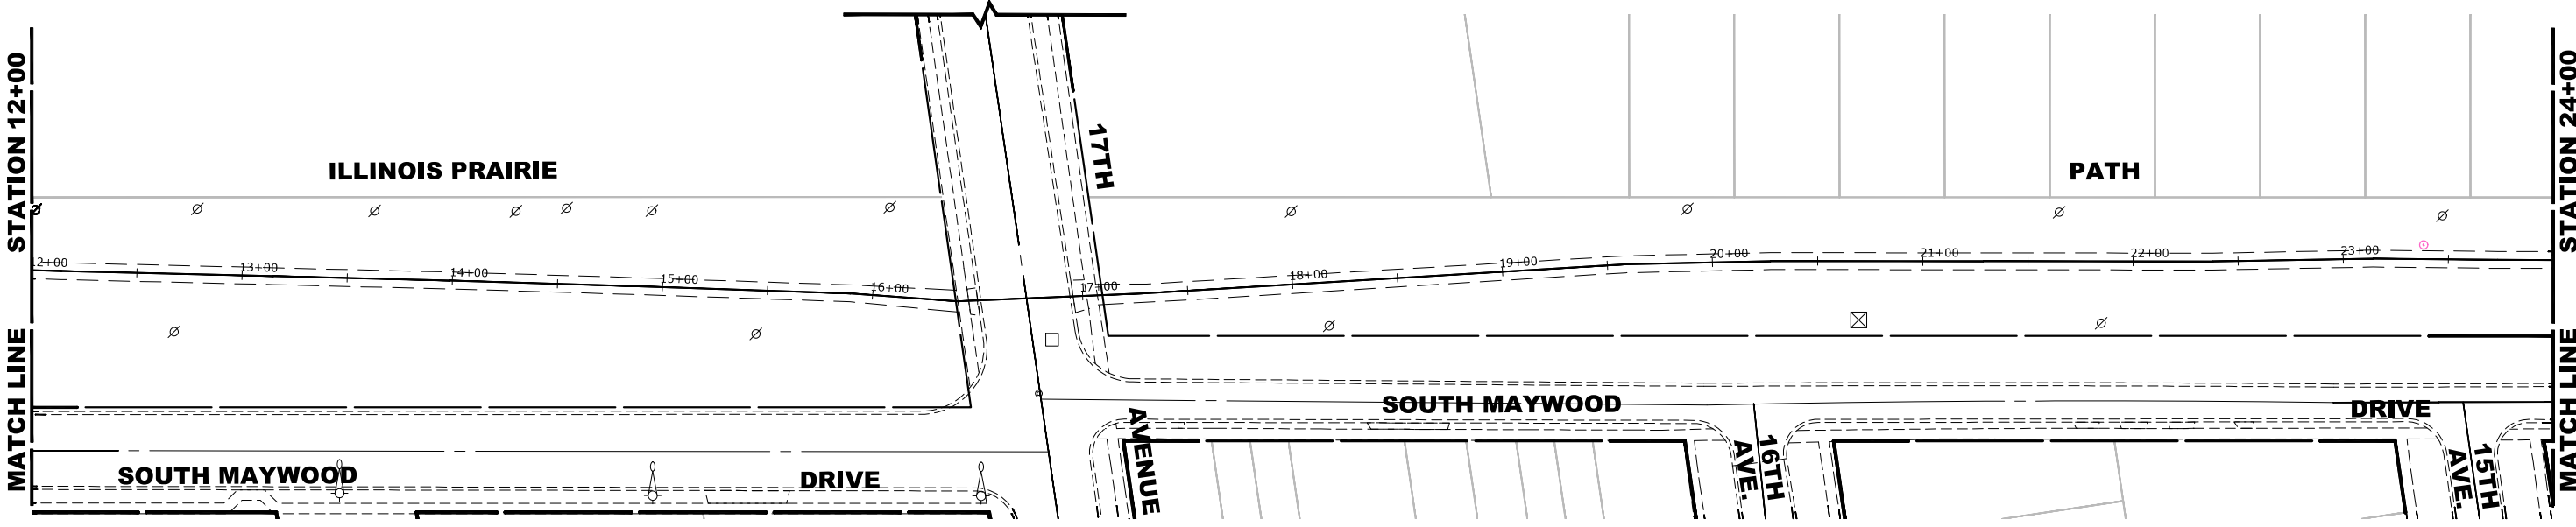 MATCH LINE STATION 12+00
ILLINOIS PRAIRIE
17TH
PATH
MATCH LINE STATION 24+00
12+00
13+00
14+00
15+00
16+00
17+00
18+00
19+00
20+00
21+00
22+00
23+00
SOUTH MAYWOOD
DRIVE
AVENUE
SOUTH MAYWOOD
DRIVE
AVE.
16TH
AVE.
15TH